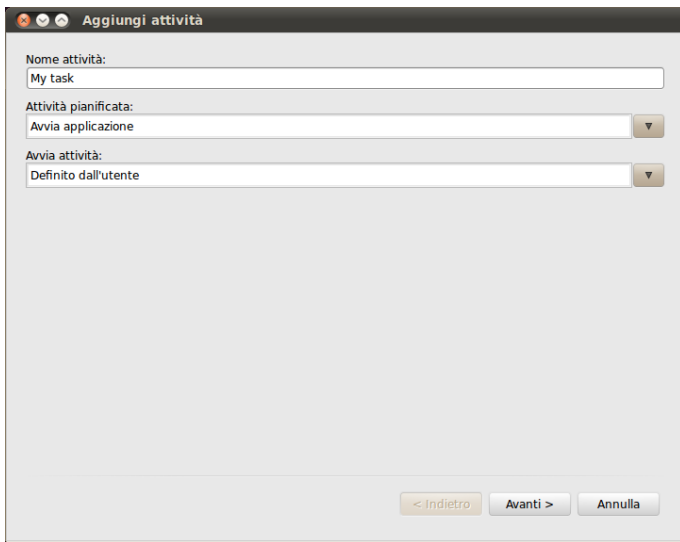 Aggiungi attività
Nome attività:
My task
Attività pianificata:
Avvia applicazione
Avvia attività:
Definito dall'utente
< Indietro Avanti > Annulla